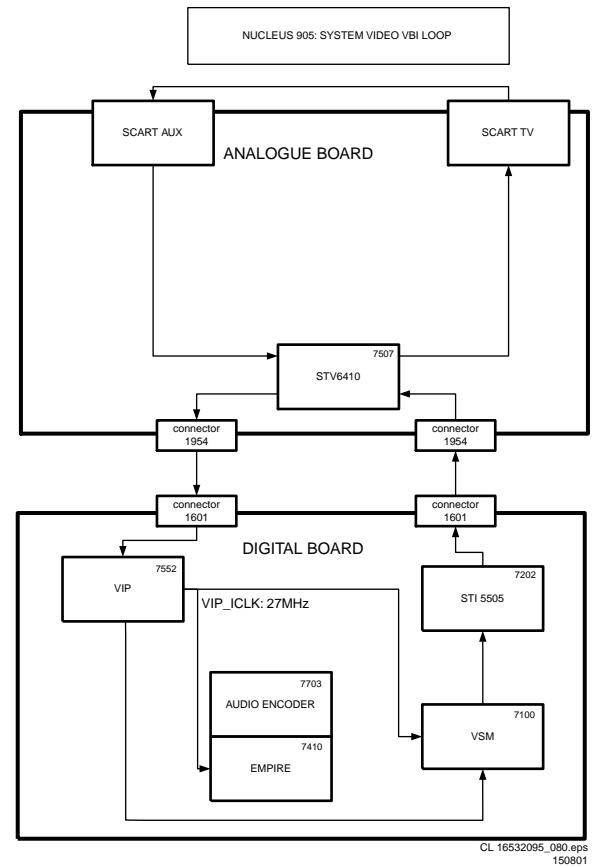 NUCLEUS 905: SYSTEM VIDEO VBI LOOP
SCART AUX
SCART TV
ANALOGUE BOARD
7507
STV6410
connector
1954
connector
1954
connector
1601
connector
1601
DIGITAL BOARD
7552
VIP
7202
STI 5505
VIP_ICLK: 27MHz
7703
AUDIO ENCODER
7100
VSM
7410
EMPIRE
CL 16532095_080.eps
150801